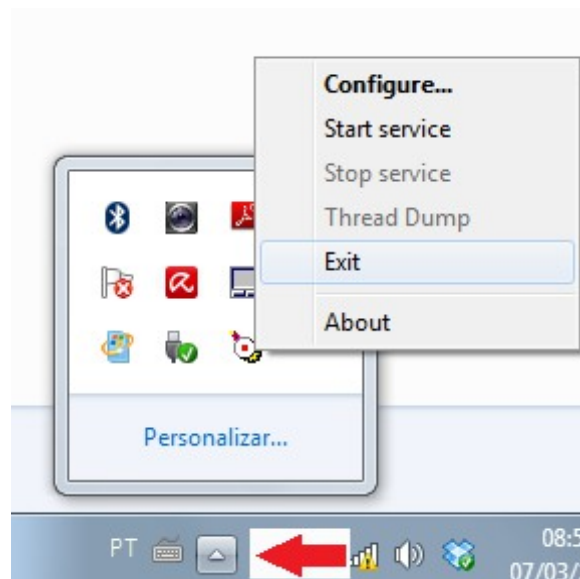 Configure...
Start service
Stop service
Thread Dump
Exit
About
Personalizar...
PT
08:5
07/03/